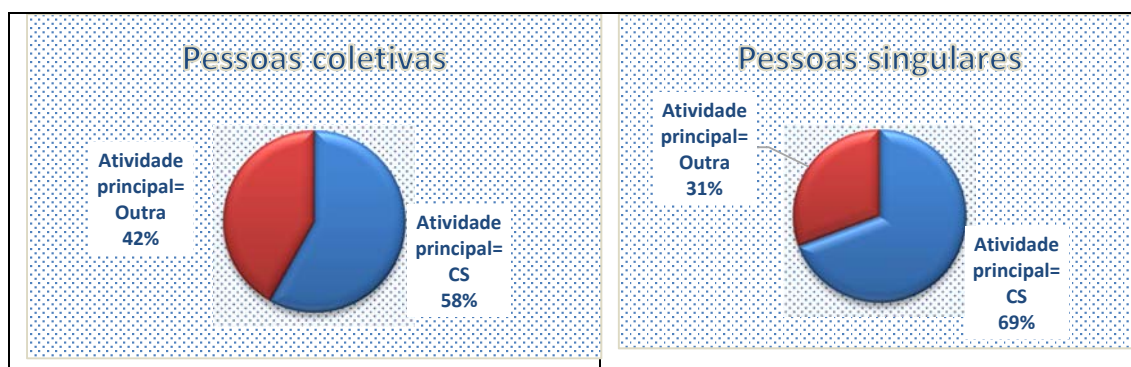 Pessoas coletivas
Atividade
principal=
Outra
42%
Atividade
principal=
CS
58%
Pessoas singulares
Atividade
principal=
Outra
31%
Atividade
principal=
CS
69%